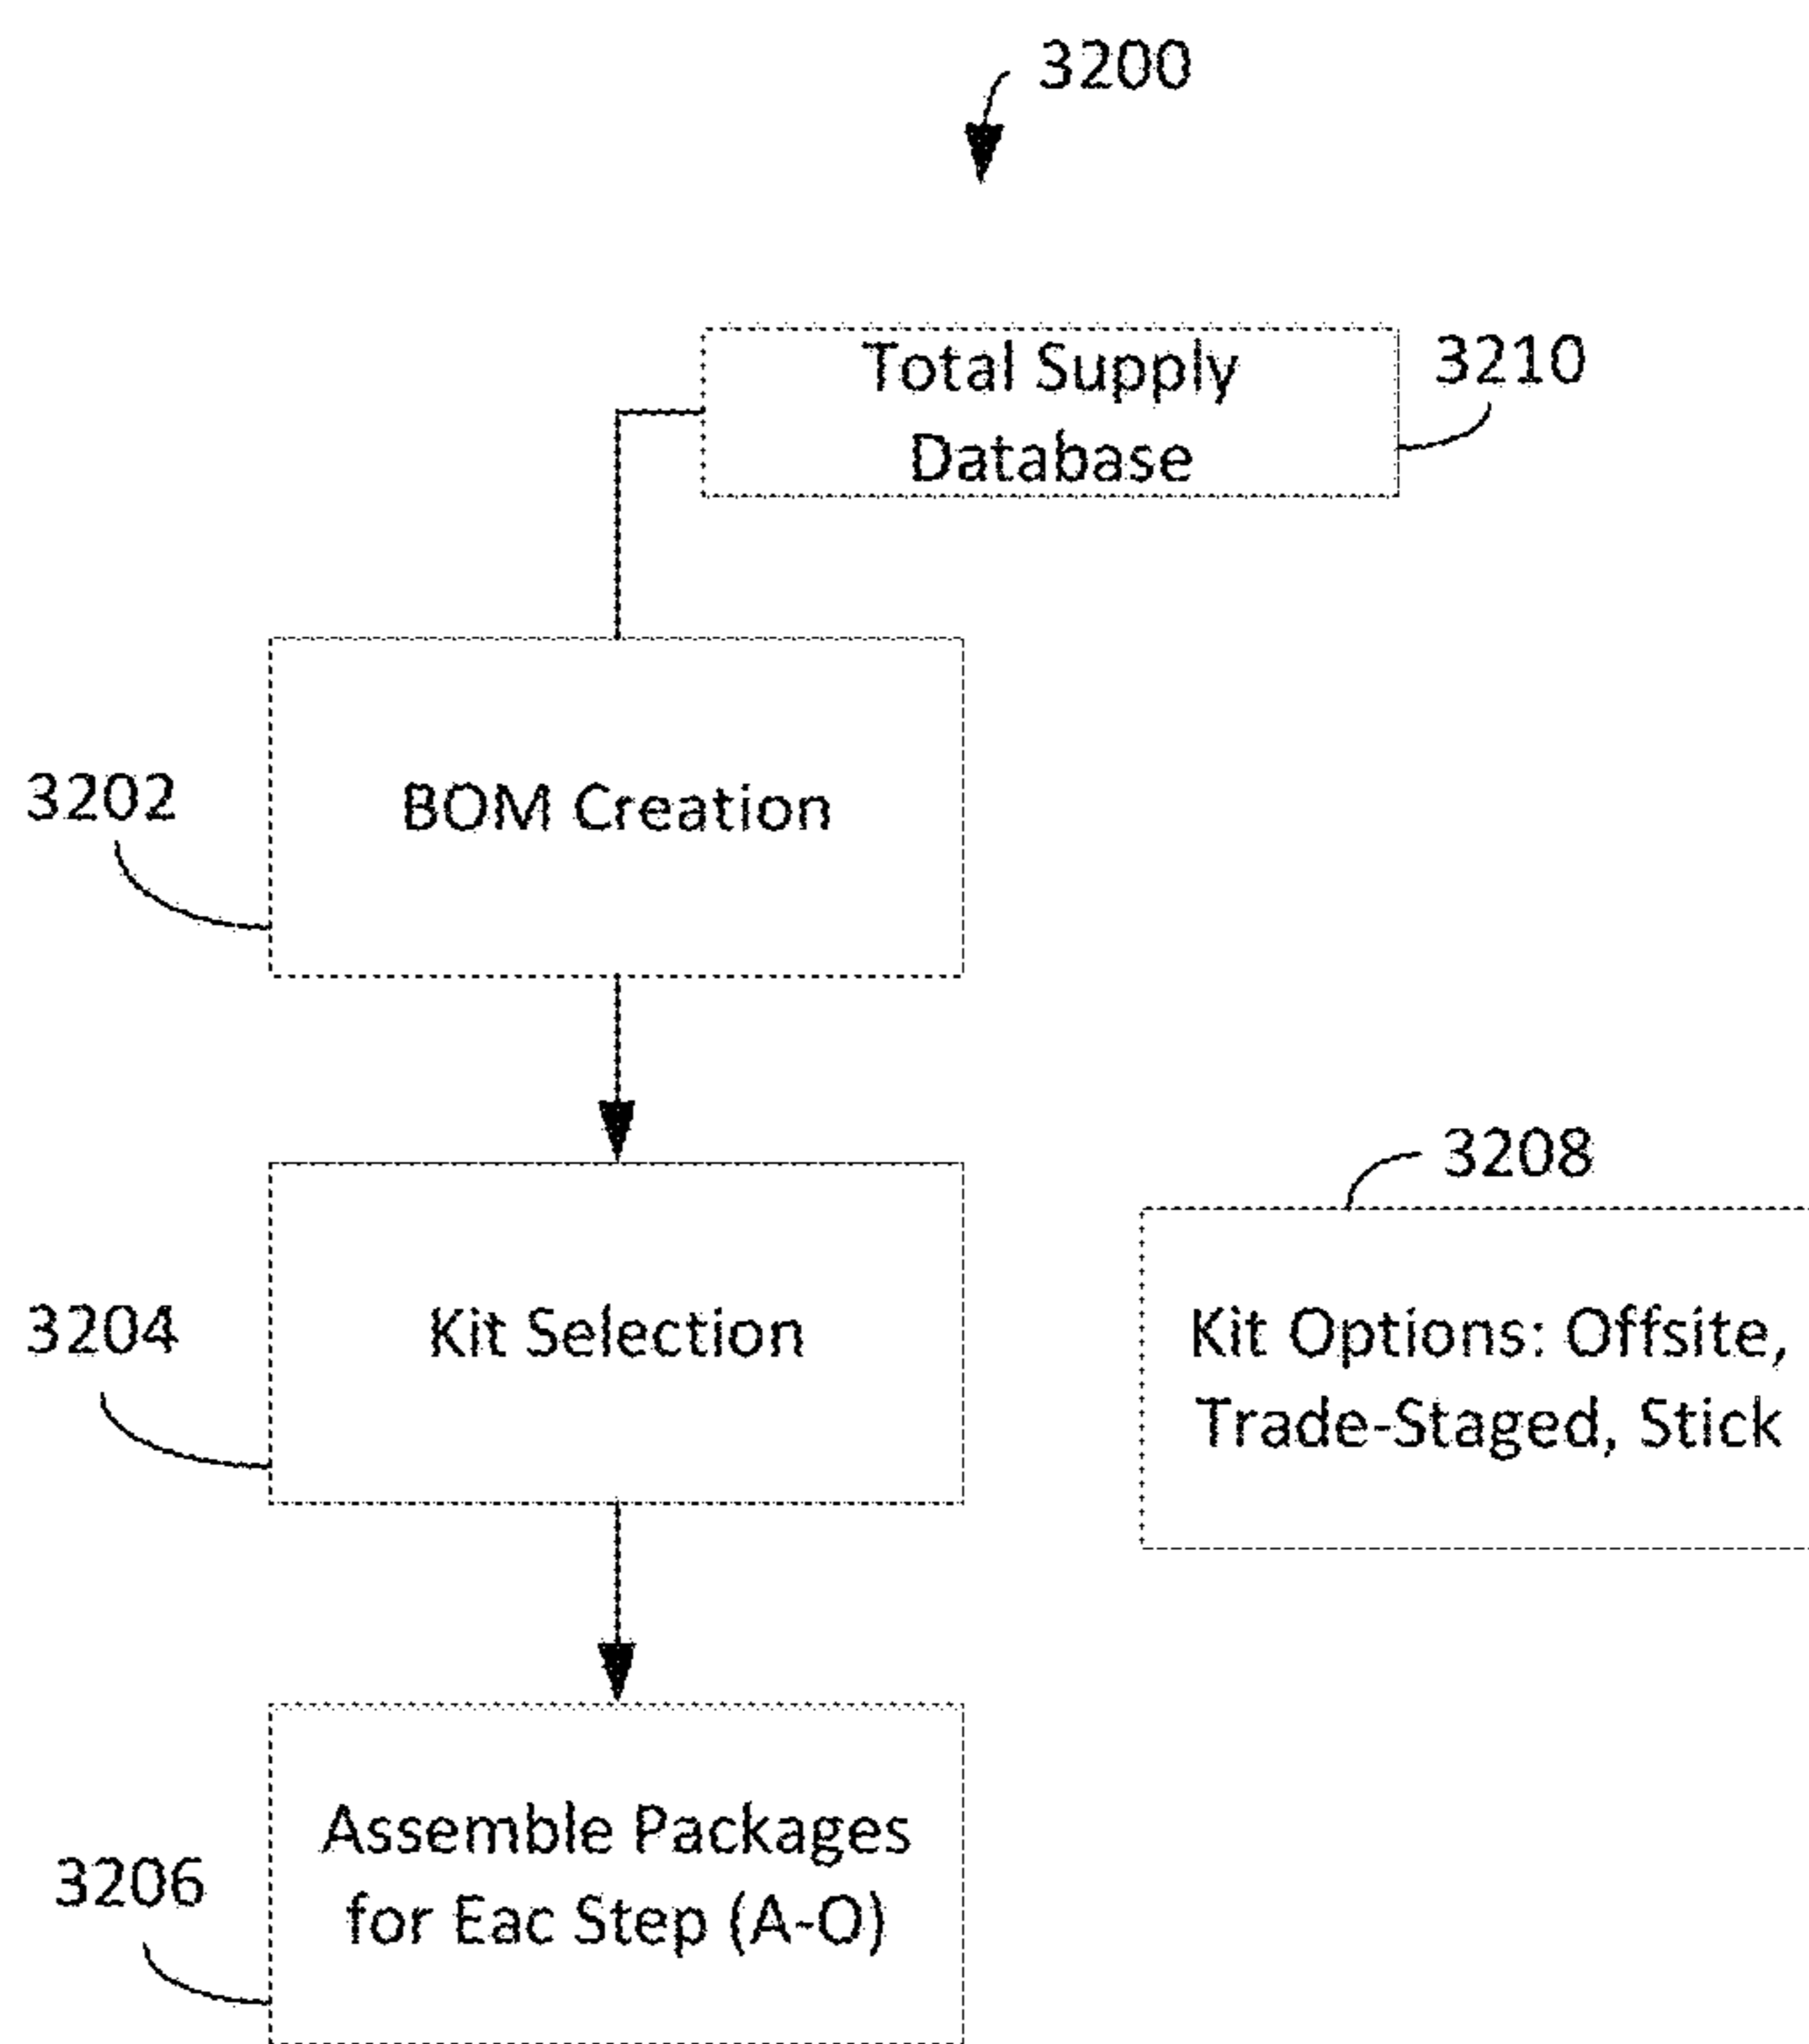 3200
Total Supply
Database
3210
BOM Creation
3202
Kit Selection
3204
3208
Kit Options: Offsite,
Trade-Staged, Stick
Assemble Packages
for Eac Step (A-O)
3206